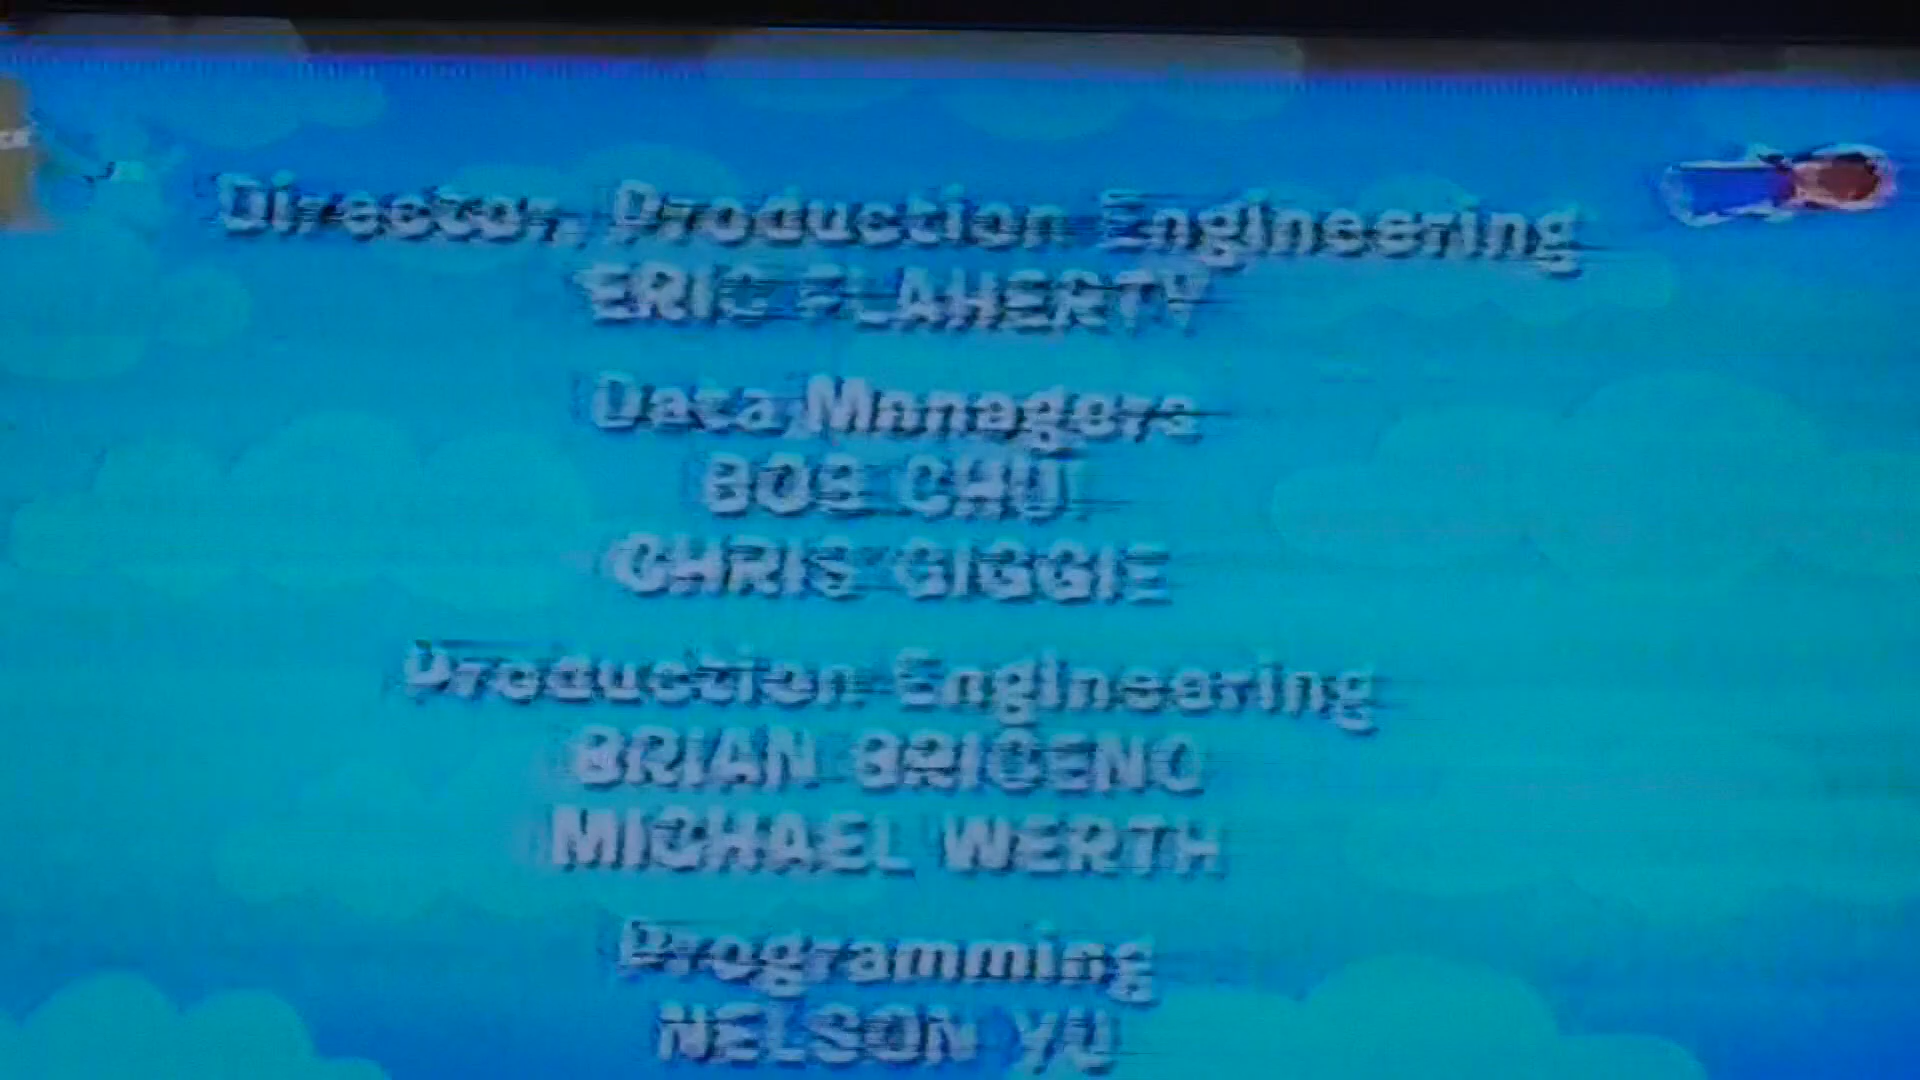 Director, Production Engineering
ERIC FLAHERTY
Data Managers
BOB CHU
CHRIS GIGGIE
Production Engineering
BRIAN BRICENO
MICHAEL WERTH
Programming
NELSON YU